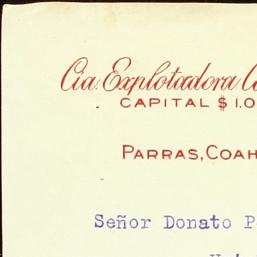 Cia. Explotadora
CAPITAL $ 1.0
PARRAS, COAH
Señor Donato P